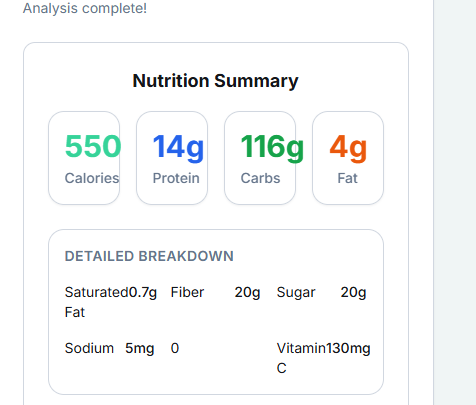 Analysis complete!
Nutrition Summary
550 14g 116g 4g
Calories Protein Carbs Fat
DETAILED BREAKDOWN
Saturated 0.7g Fiber 20g Sugar 20g
Fat
Sodium 5mg 0 Vitamin 130mg
C